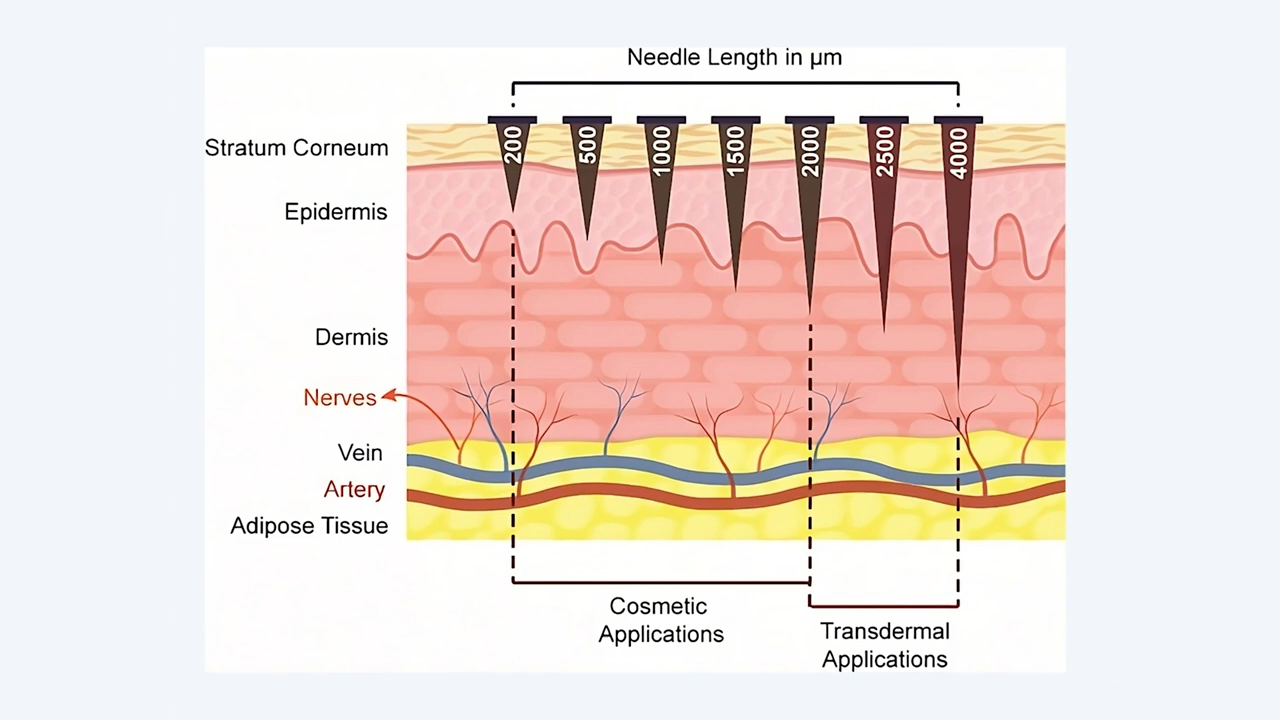 Needle Length in µm
200
500
1000
1500
2000
2500
4000
Stratum Corneum
Epidermis
Dermis
Nerves
Vein
Artery
Adipose Tissue
Cosmetic
Applications
Transdermal
Applications